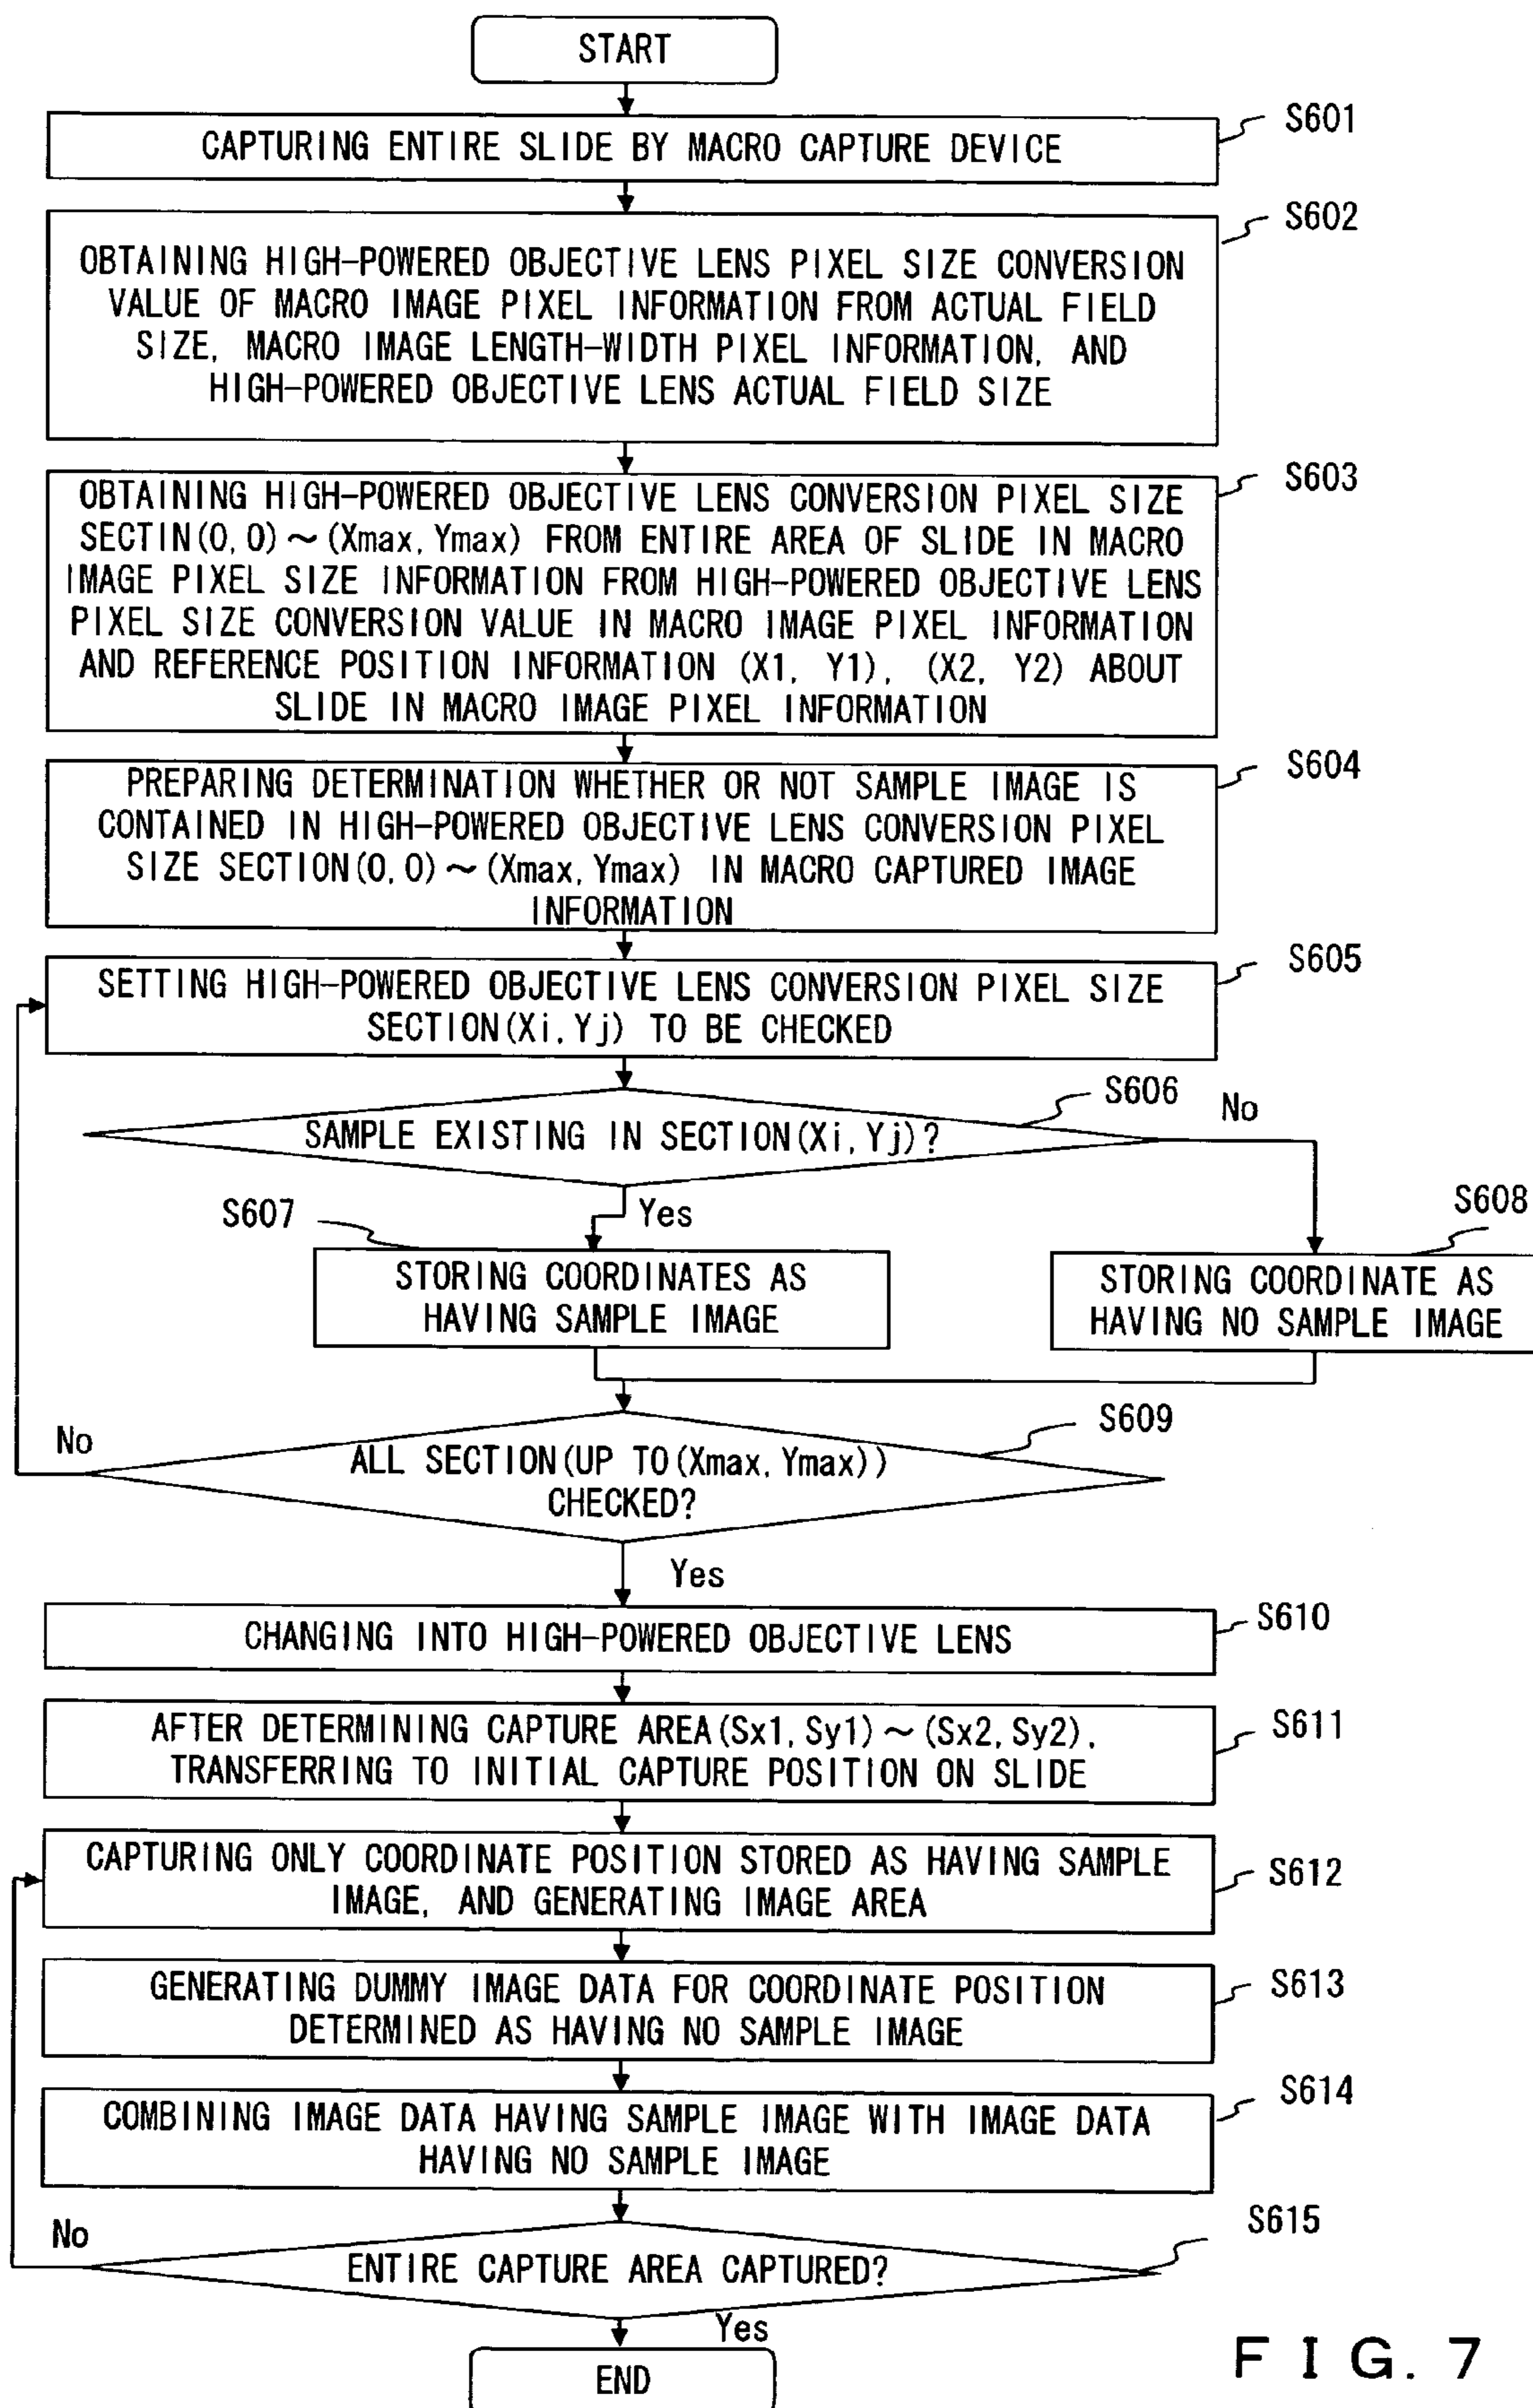 START
CAPTURING ENTIRE SLIDE BY MACRO CAPTURE DEVICE
S601
S602
OBTAINING HIGH-POWERED OBJECTIVE LENS PIXEL SIZE CONVERSION
VALUE OF MACRO IMAGE PIXEL INFORMATION FROM ACTUAL FIELD
SIZE, MACRO IMAGE LENGTH-WIDTH PIXEL INFORMATION, AND
HIGH-POWERED OBJECTIVE LENS ACTUAL FIELD SIZE
S603
OBTAINING HIGH-POWERED OBJECTIVE LENS CONVERSION PIXEL SIZE
SECTIN(0,0)~(Xmax,Ymax) FROM ENTIRE AREA OF SLIDE IN MACRO
IMAGE PIXEL SIZE INFORMATION FROM HIGH-POWERED OBJECTIVE LENS
PIXEL SIZE CONVERSION VALUE IN MACRO IMAGE PIXEL INFORMATION
AND REFERENCE POSITION INFORMATION (X1, Y1), (X2, Y2) ABOUT
SLIDE IN MACRO IMAGE PIXEL INFORMATION
S604
PREPARING DETERMINATION WHETHER OR NOT SAMPLE IMAGE IS
CONTAINED IN HIGH-POWERED OBJECTIVE LENS CONVERSION PIXEL
SIZE SECTION(0,0)~(Xmax,Ymax) IN MACRO CAPTURED IMAGE
INFORMATION
S605
SETTING HIGH-POWERED OBJECTIVE LENS CONVERSION PIXEL SIZE
SECTION(Xi,Yj) TO BE CHECKED
S606
No
SAMPLE EXISTING IN SECTION(Xi,Yj)?
S607
Yes
S608
STORING COORDINATES AS
HAVING SAMPLE IMAGE
STORING COORDINATE AS
HAVING NO SAMPLE IMAGE
S609
No
ALL SECTION(UP TO(Xmax,Ymax))
CHECKED?
Yes
CHANGING INTO HIGH-POWERED OBJECTIVE LENS
S610
AFTER DETERMINING CAPTURE AREA(Sx1,Sy1)~(Sx2,Sy2),
TRANSFERRING TO INITIAL CAPTURE POSITION ON SLIDE
S611
CAPTURING ONLY COORDINATE POSITION STORED AS HAVING SAMPLE
IMAGE, AND GENERATING IMAGE AREA
S612
GENERATING DUMMY IMAGE DATA FOR COORDINATE POSITION
DETERMINED AS HAVING NO SAMPLE IMAGE
S613
COMBINING IMAGE DATA HAVING SAMPLE IMAGE WITH IMAGE DATA
HAVING NO SAMPLE IMAGE
S614
S615
No
ENTIRE CAPTURE AREA CAPTURED?
Yes
END
FIG. 7